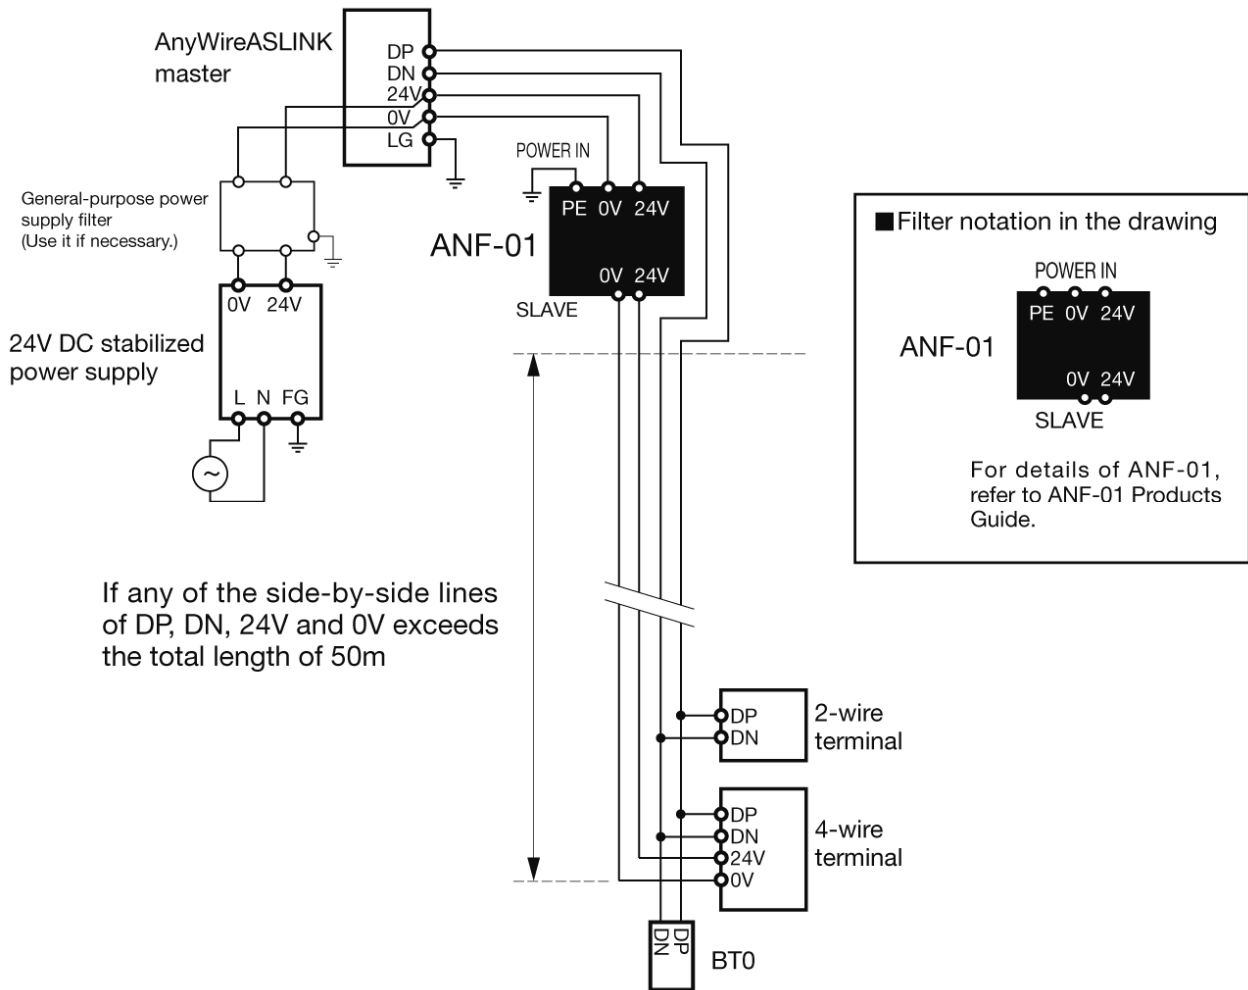 AnyWireASLINK
master
DP
DN
24V
0V
LG
POWER IN
PE 0V 24V
ANF-01
0V 24V
SLAVE
General-purpose power
supply filter
(Use it if necessary.)
0V 24V
24V DC stabilized
power supply
L N FG
~
■Filter notation in the drawing
POWER IN
PE 0V 24V
ANF-01
0V 24V
SLAVE
For details of ANF-01,
refer to ANF-01 Products
Guide.
If any of the side-by-side lines
of DP, DN, 24V and 0V exceeds
the total length of 50m
DP
DN
2-wire
terminal
DP
DN
24V
0V
4-wire
terminal
DN
DP
BT0